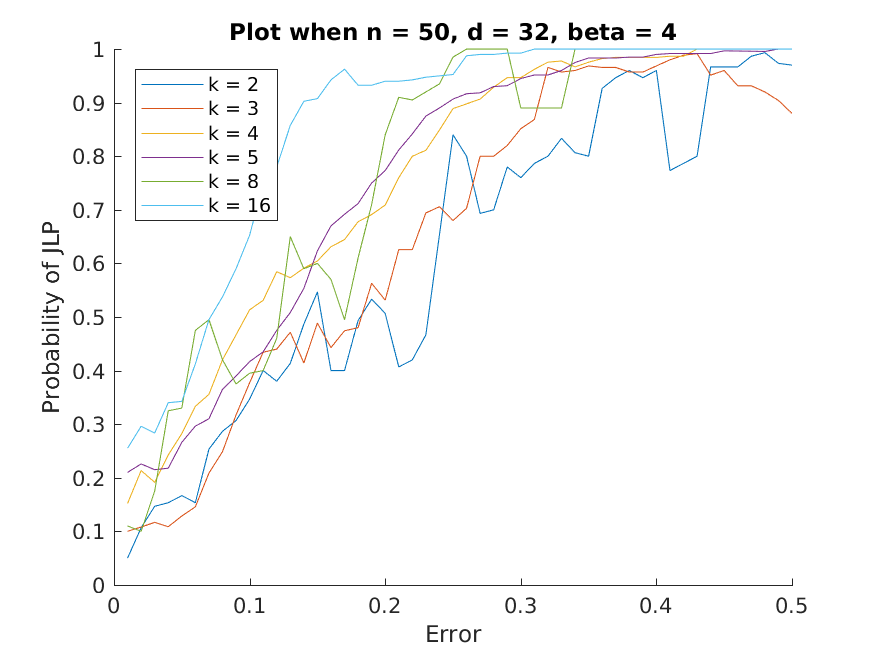 Plot when n = 50, d = 32, beta = 4
1
0.9
0.8
0.7
0.6
0.5
0.4
0.3
0.2
0.1
0
k = 2
k = 3
k = 4
k = 5
k = 8
k = 16
Probability of JLP
0
0.1
0.2
0.3
0.4
0.5
Error